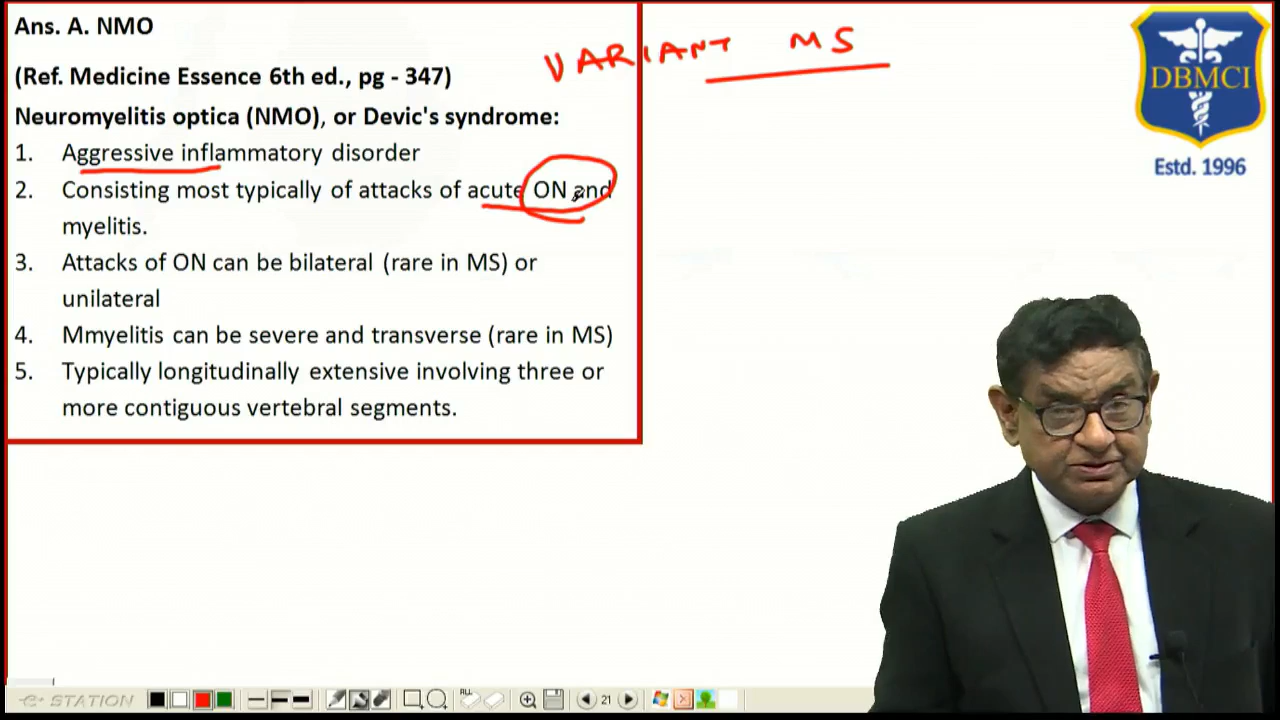 Ans. A. NMO
VARIANT MS
(Ref. Medicine Essence 6th ed., pg - 347)
Neuromyelitis optica (NMO), or Devic's syndrome:
1. Aggressive inflammatory disorder
2. Consisting most typically of attacks of acute ON and
myelitis.
3. Attacks of ON can be bilateral (rare in MS) or
unilateral
4. Mmyelitis can be severe and transverse (rare in MS)
5. Typically longitudinally extensive involving three or
more contiguous vertebral segments.
DBMCI
Estd. 1996
e-STATION
ALL
21